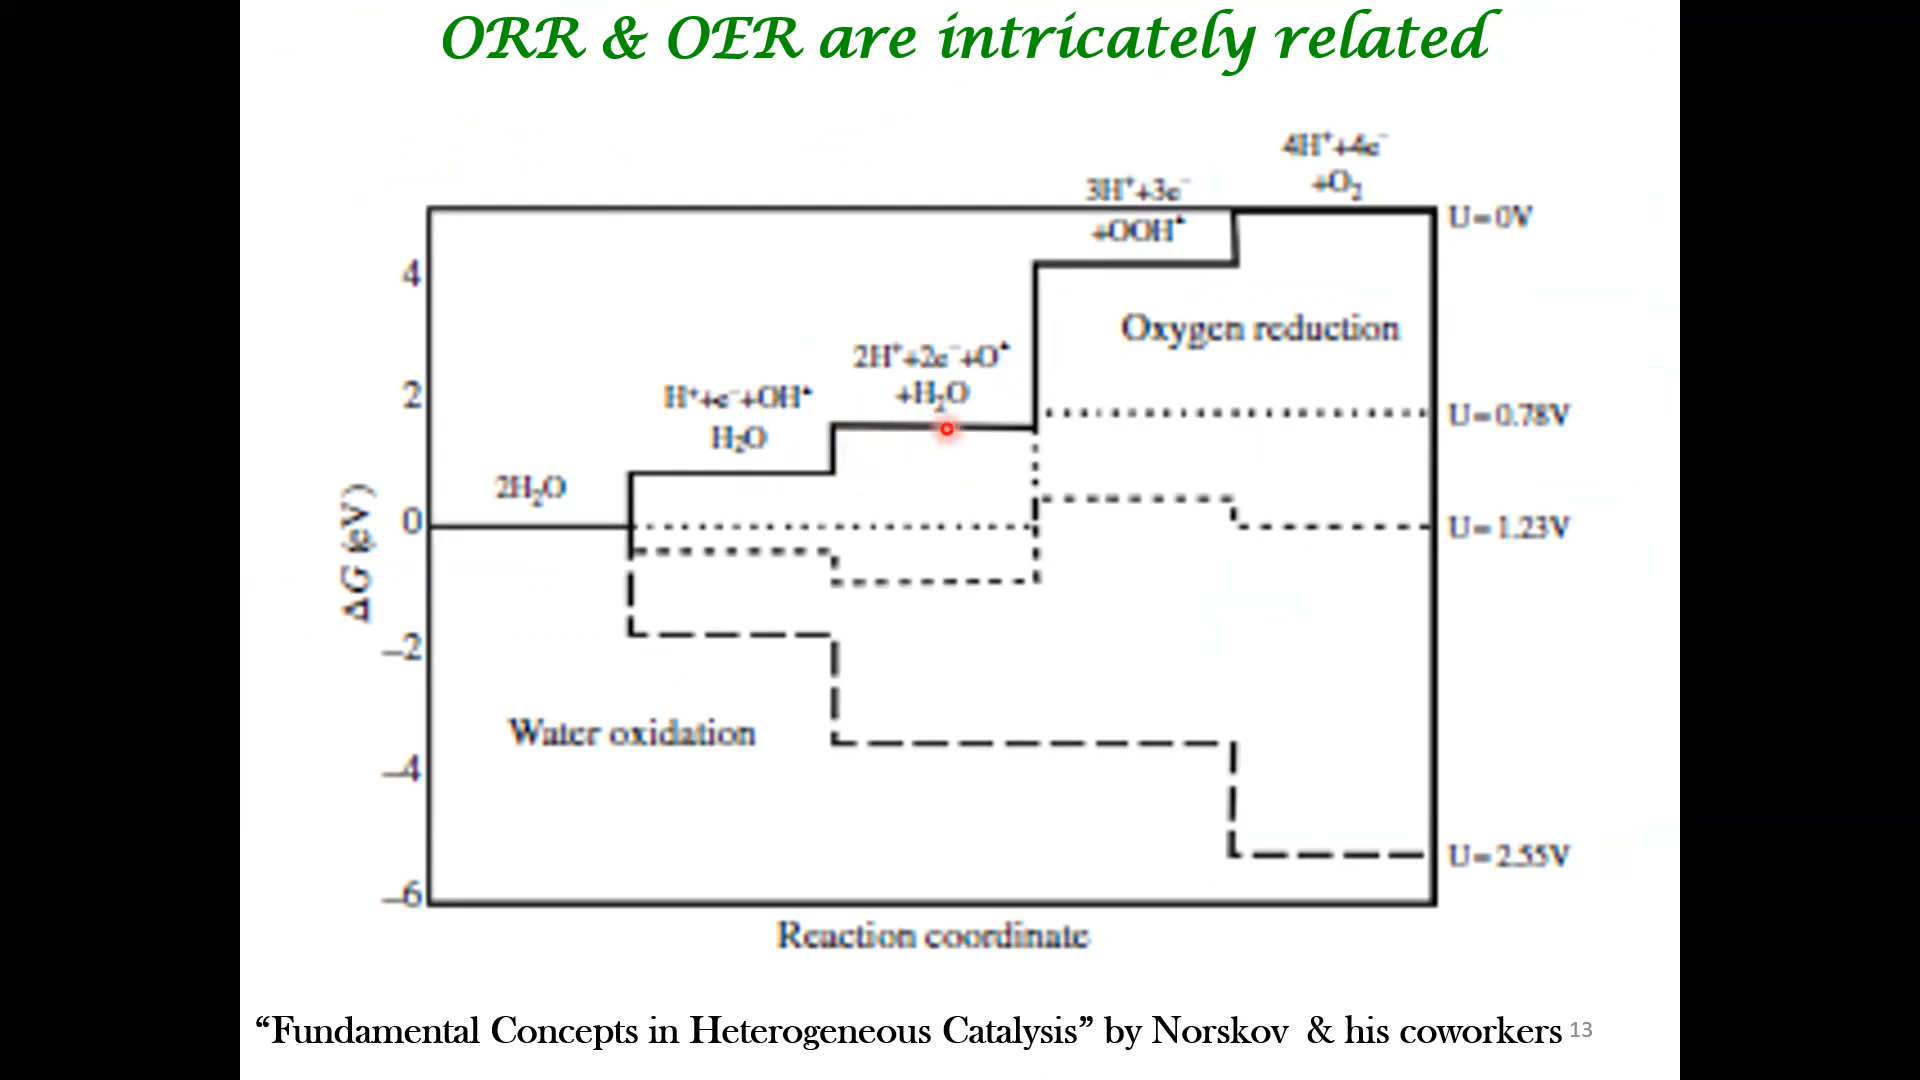 ORR & OER are intricately related
4H⁺+4e⁻
+O₂
3H⁺+3e⁻
+OOH*
U=0V
4
Oxygen reduction
2H⁺+2e⁻+O*
+H₂O
2
H⁺+e⁻+OH*
H₂O
U=0.78V
2H₂O
0
U=1.23V
ΔG (eV)
–2
Water oxidation
–4
U=2.55V
–6
Reaction coordinate
“Fundamental Concepts in Heterogeneous Catalysis” by Norskov & his coworkers 13